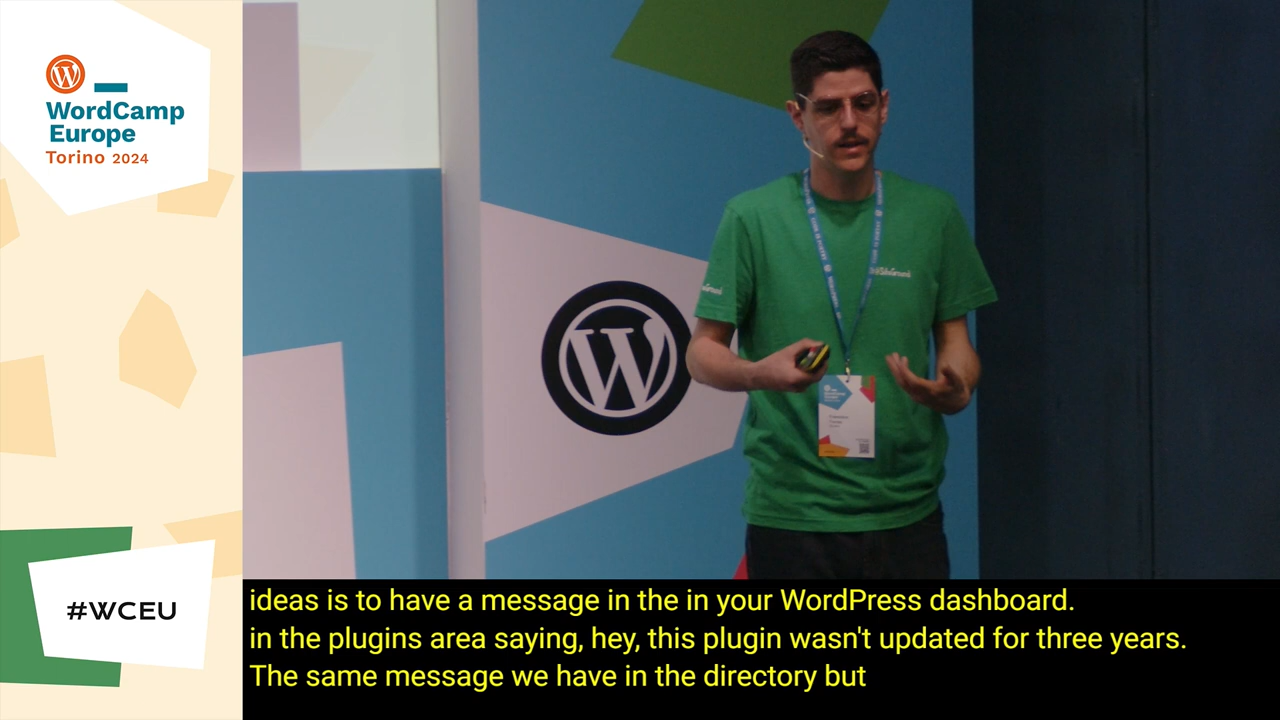 WordCamp
Europe
Torino 2024
#WCEU
SiteGround
ideas is to have a message in the in your WordPress dashboard.
in the plugins area saying, hey, this plugin wasn't updated for three years.
The same message we have in the directory but